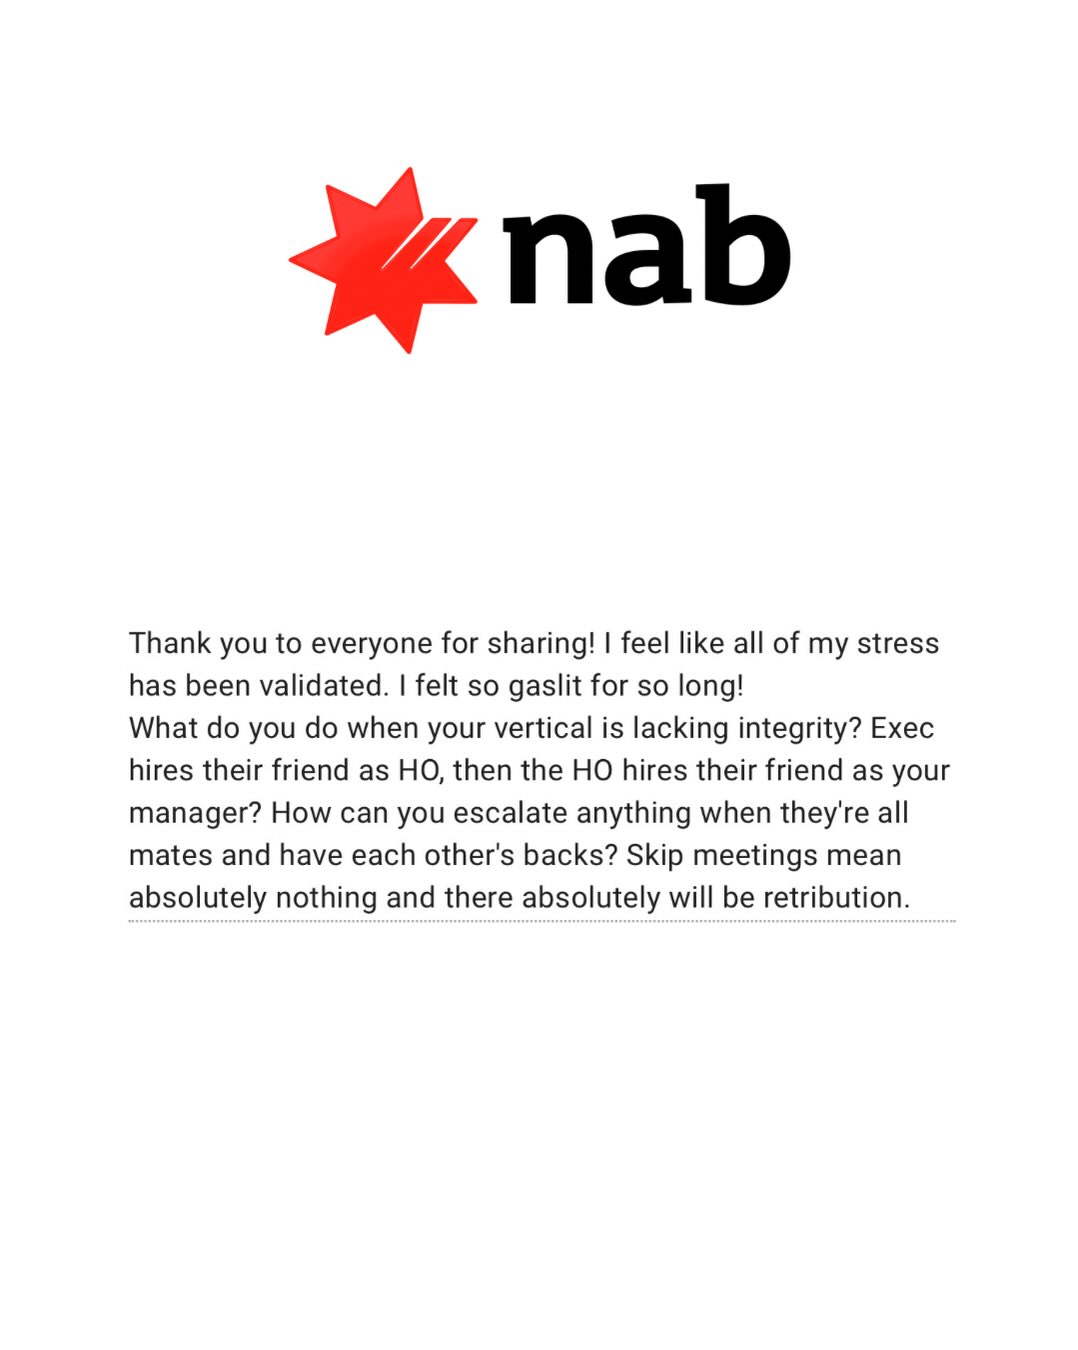 nab
Thank you to everyone for sharing! I feel like all of my stress
has been validated. I felt so gaslit for so long!
What do you do when your vertical is lacking integrity? Exec
hires their friend as HO, then the HO hires their friend as your
manager? How can you escalate anything when they're all
mates and have each other's backs? Skip meetings mean
absolutely nothing and there absolutely will be retribution.